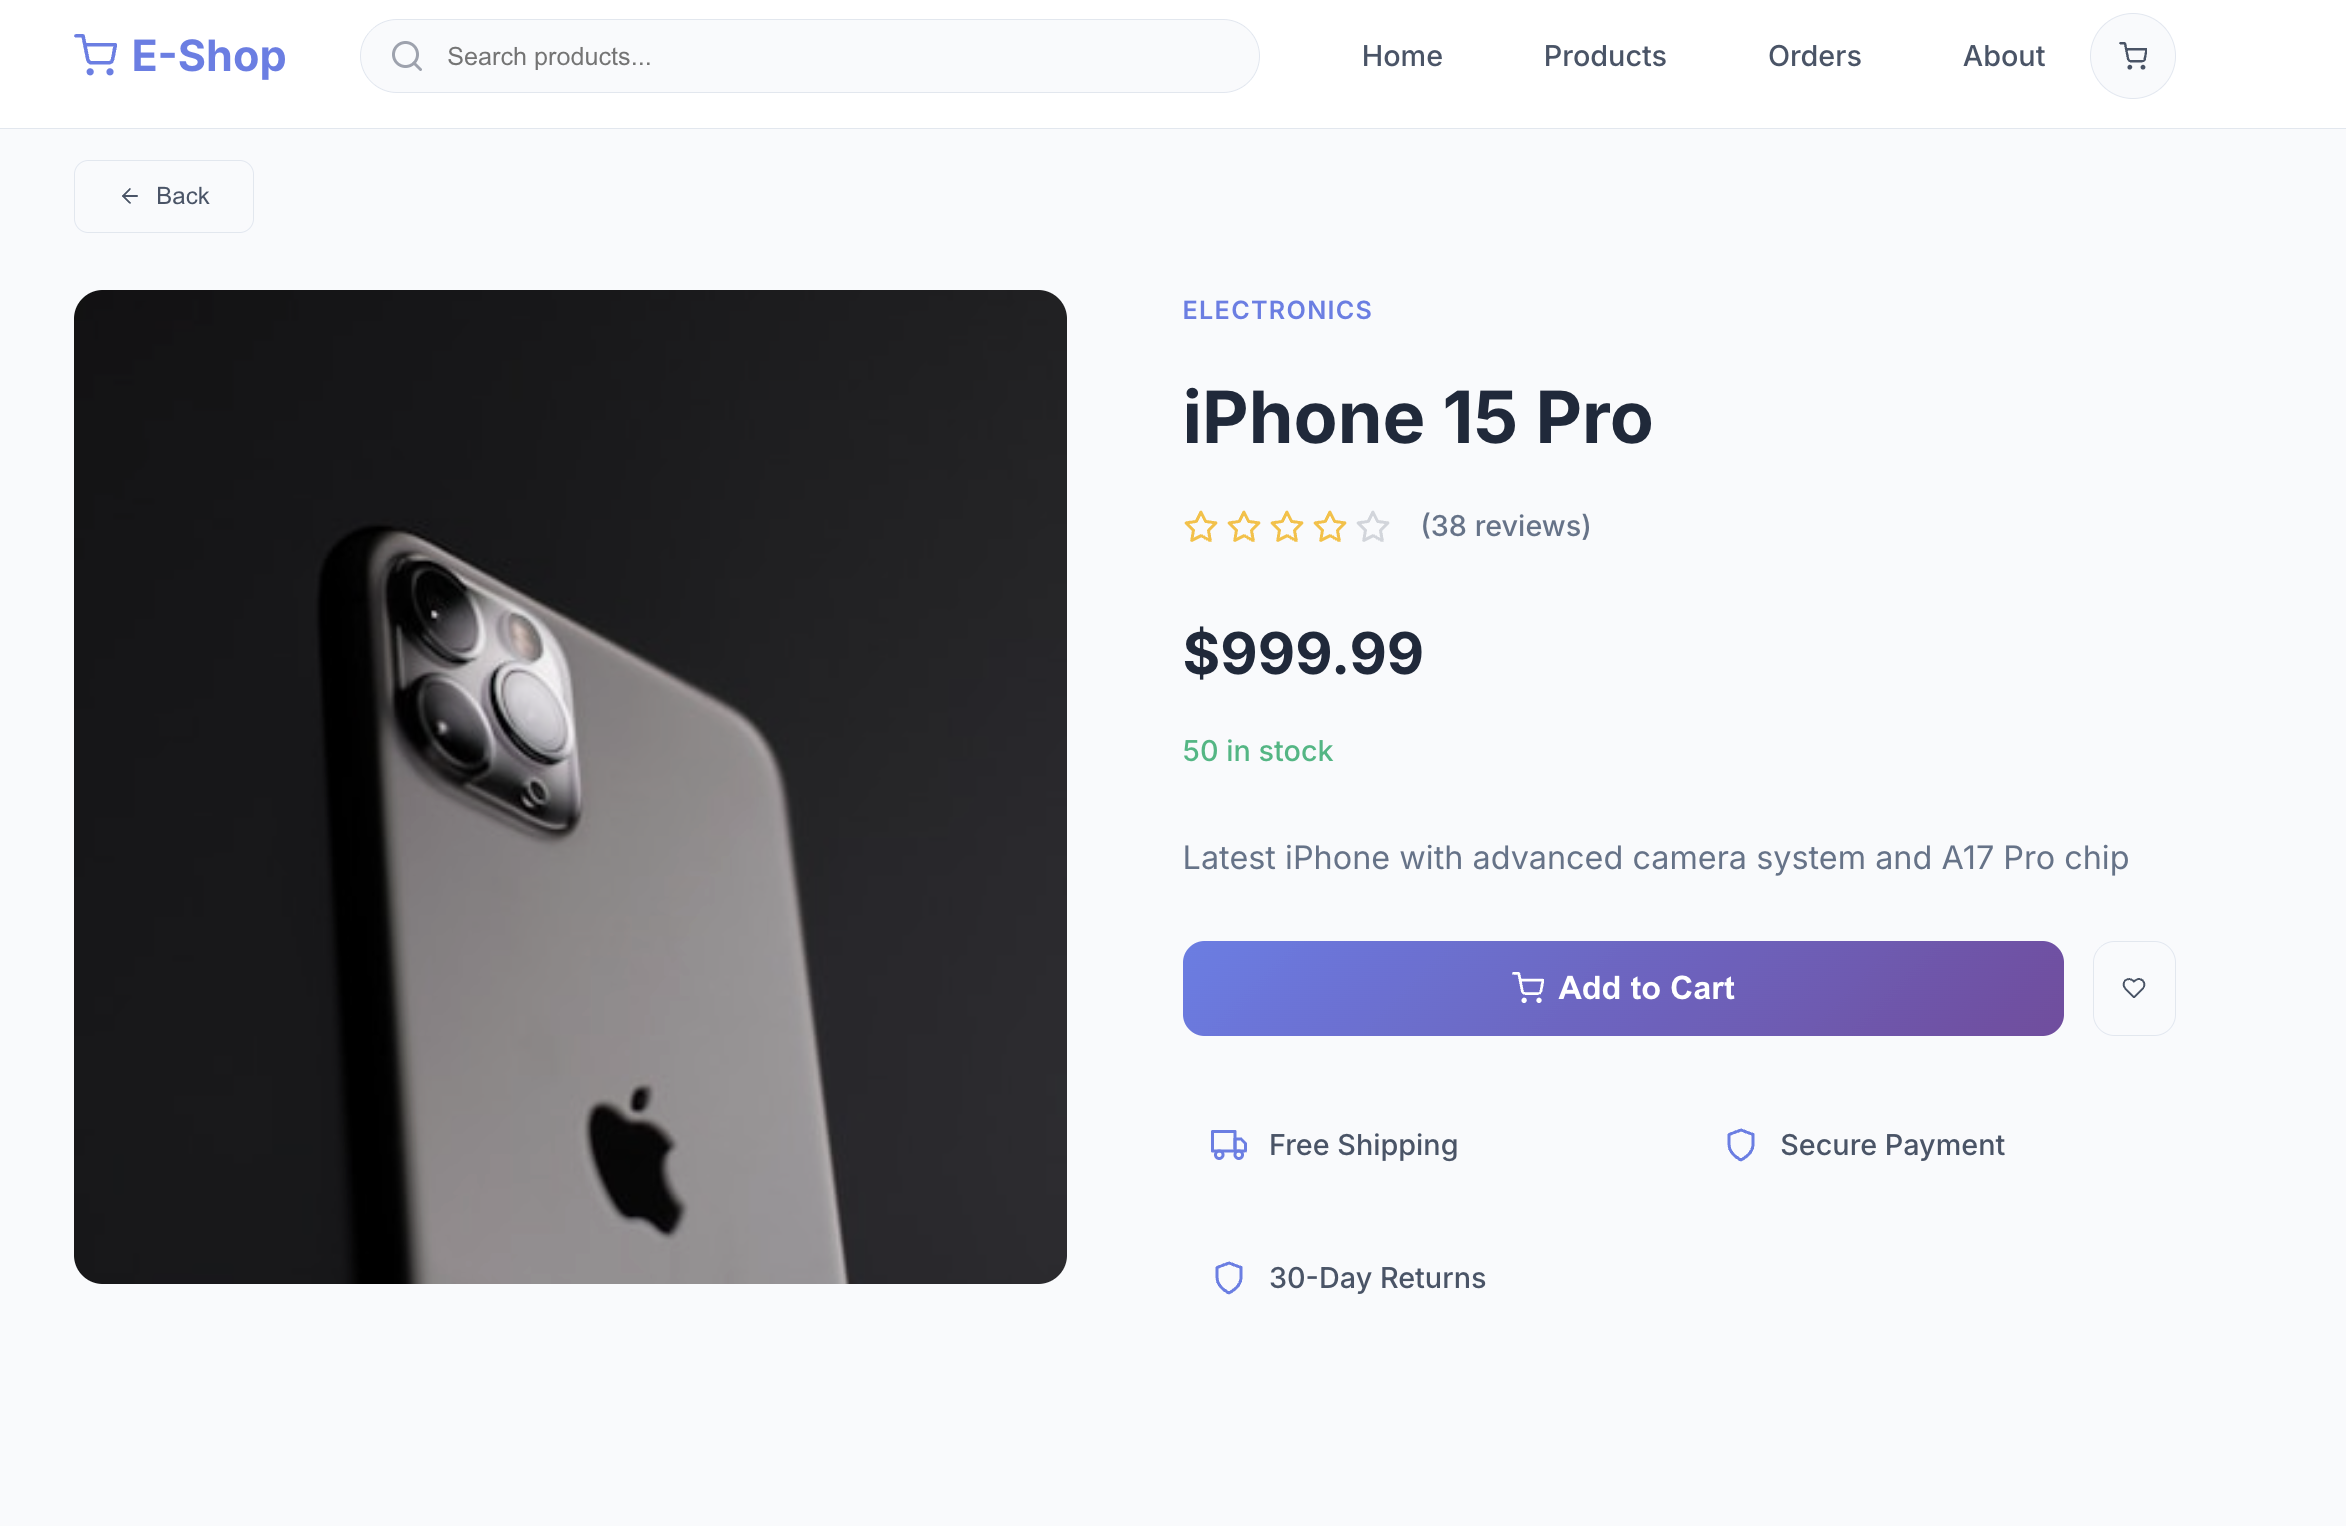 E-Shop
Search products...
Home
Products
Orders
About
Back
ELECTRONICS
iPhone 15 Pro
(38 reviews)
$999.99
50 in stock
Latest iPhone with advanced camera system and A17 Pro chip
Add to Cart
Free Shipping
Secure Payment
30-Day Returns